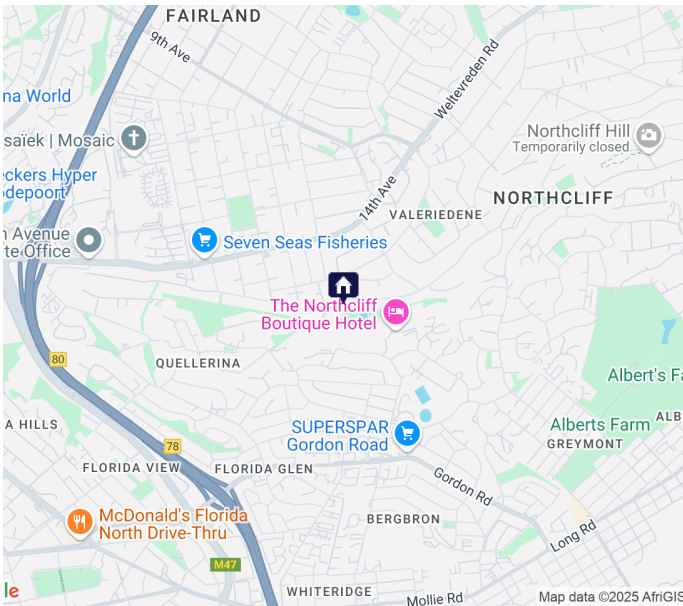 FAIRLAND
9th Ave
Weltevreden Rd
na World
saïek | Mosaic
Northcliff Hill
Temporarily closed
eckers Hyper
odepoort
NORTHCLIFF
14th Ave
VALERIEDENE
n Avenue
te Office
Seven Seas Fisheries
The Northcliff
Boutique Hotel
80
QUELLERINA
Albert's Fa
A HILLS
SUPERSPAR
Gordon Road
Alberts Farm
ALB
GREYMONT
78
FLORIDA VIEW
FLORIDA GLEN
Gordon Rd
McDonald's Florida
North Drive-Thru
BERGBRON
Long Rd
M47
WHITERIDGE
le
Mollie Rd
Map data ©2025 AfriGIS